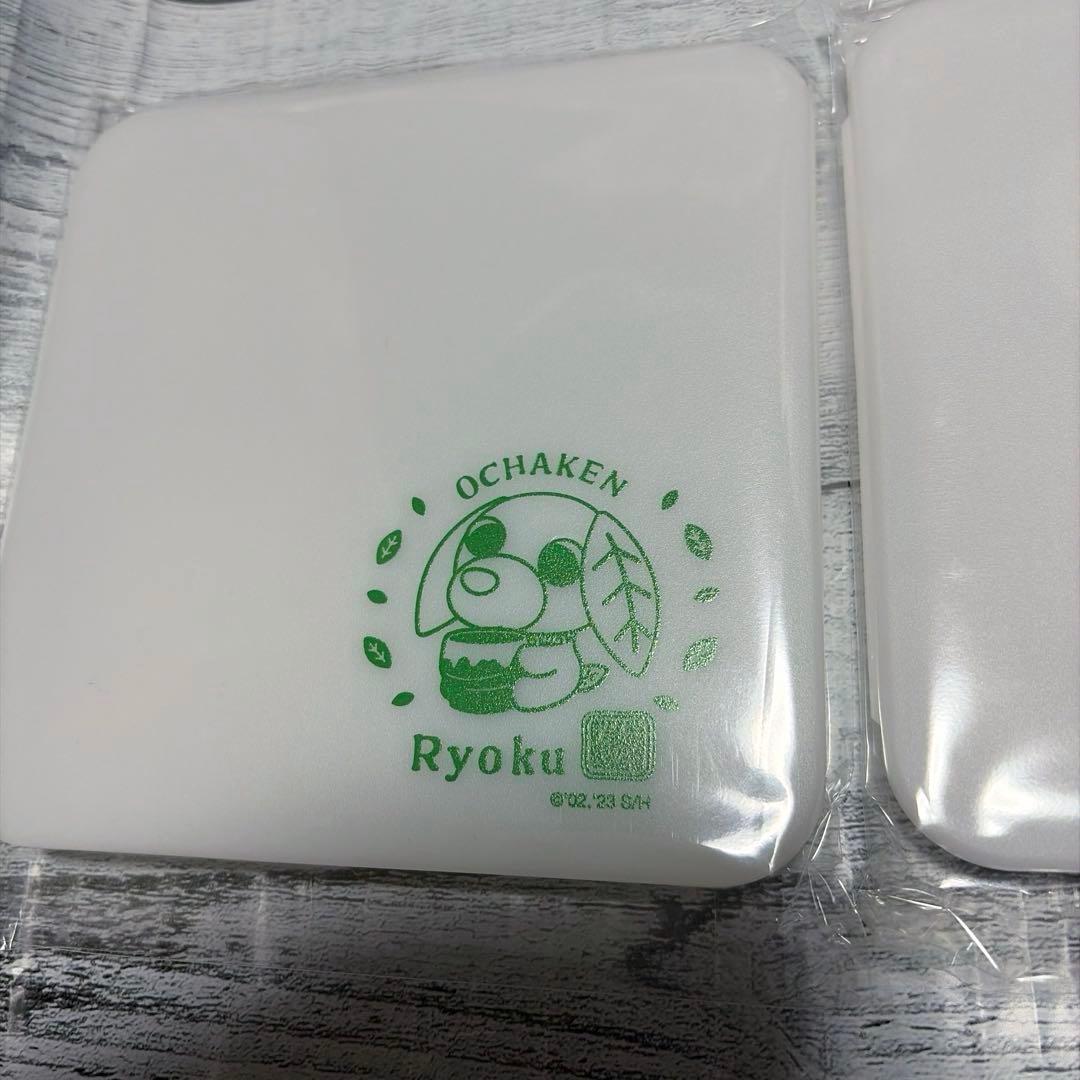 OCHAKEN
Ryoku
©'02,'23 S/H